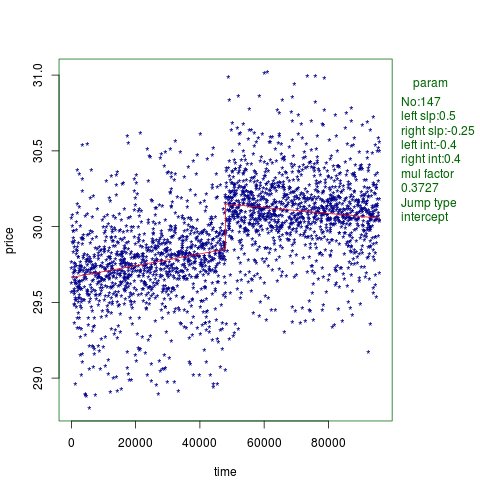 31.0
30.5
30.0
29.5
29.0
price
0
20000
40000
60000
80000
time
param
No:147
left slp:0.5
right slp:-0.25
left int:-0.4
right int:0.4
mul factor
0.3727
Jump type
intercept